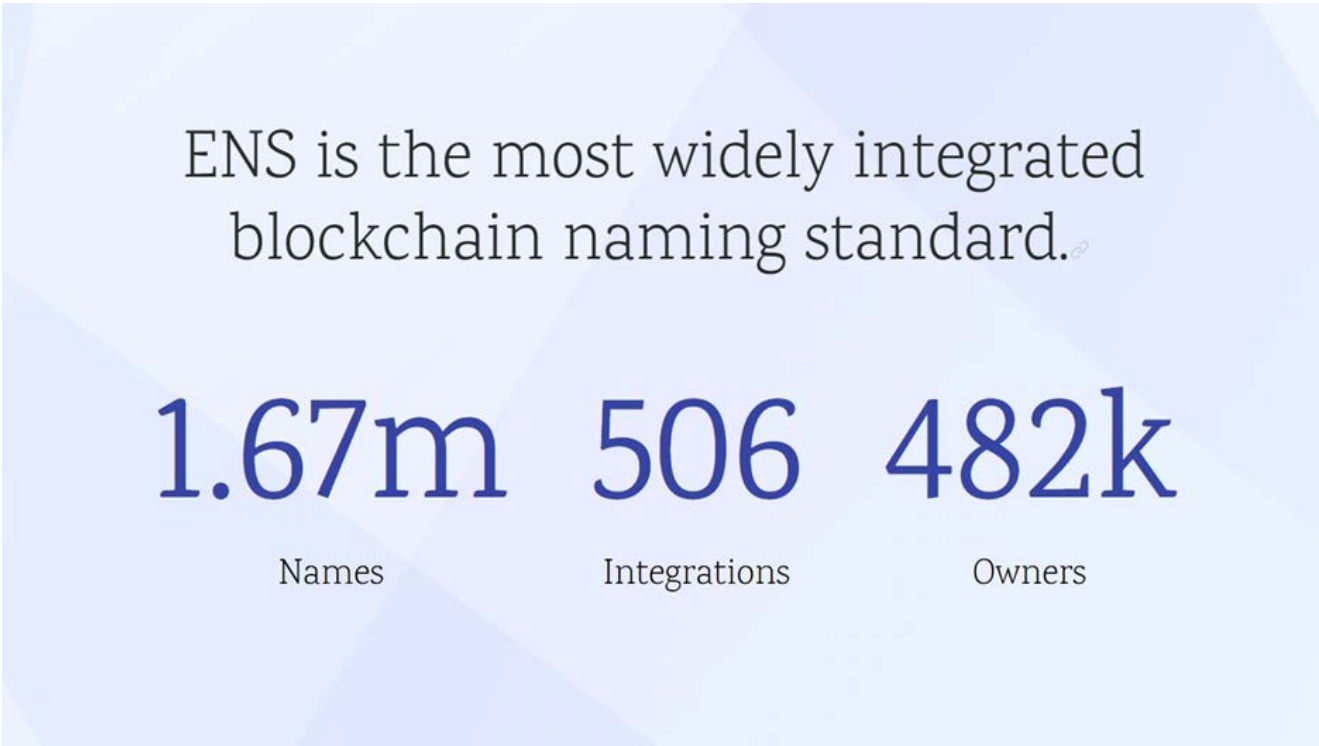 ENS is the most widely integrated
blockchain naming standard.
1.67m 506 482k
Names Integrations Owners